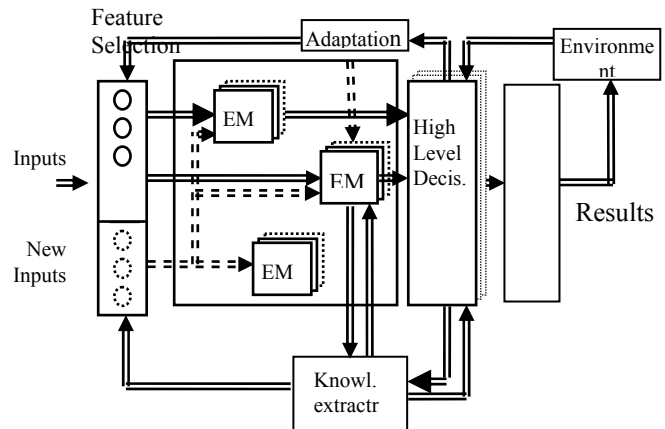 Feature
Selection
Adaptation
Environme
nt
EM
High
Level
Decis.
Inputs
EM
Results
New
Inputs
EM
Knowl.
extractr